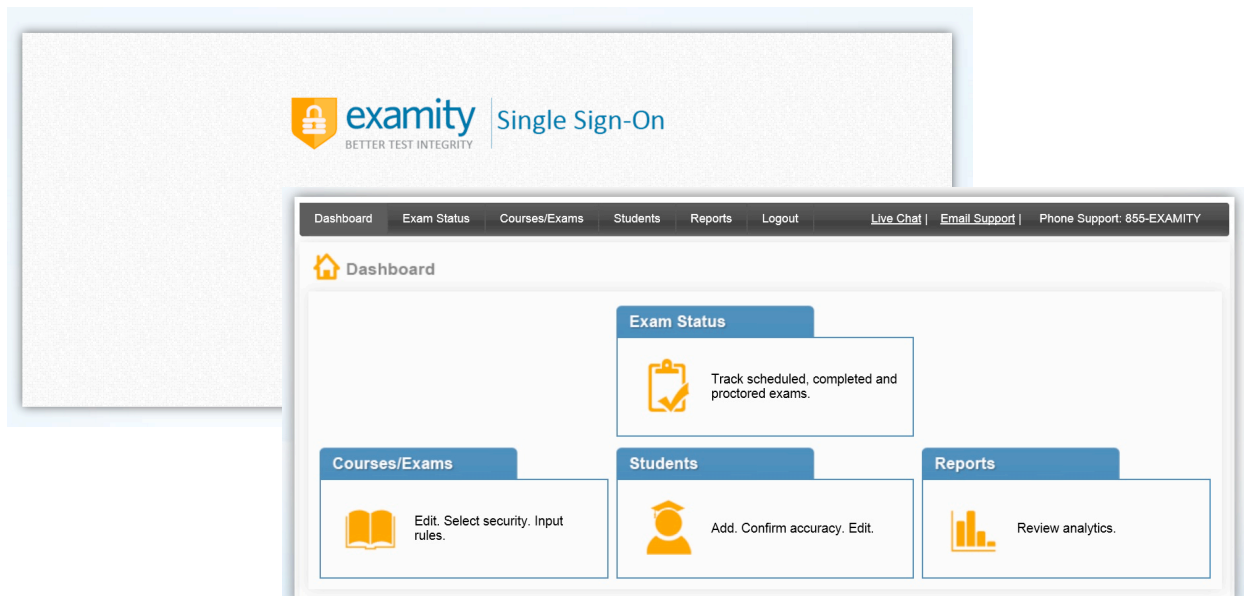 examity
BETTER TEST INTEGRITY
Single Sign-On
Dashboard Exam Status Courses/Exams Students Reports Logout Live Chat | Email Support | Phone Support: 855-EXAMITY
Dashboard
Exam Status
Track scheduled, completed and
proctored exams.
Courses/Exams
Edit. Select security. Input
rules.
Students
Add. Confirm accuracy. Edit.
Reports
Review analytics.